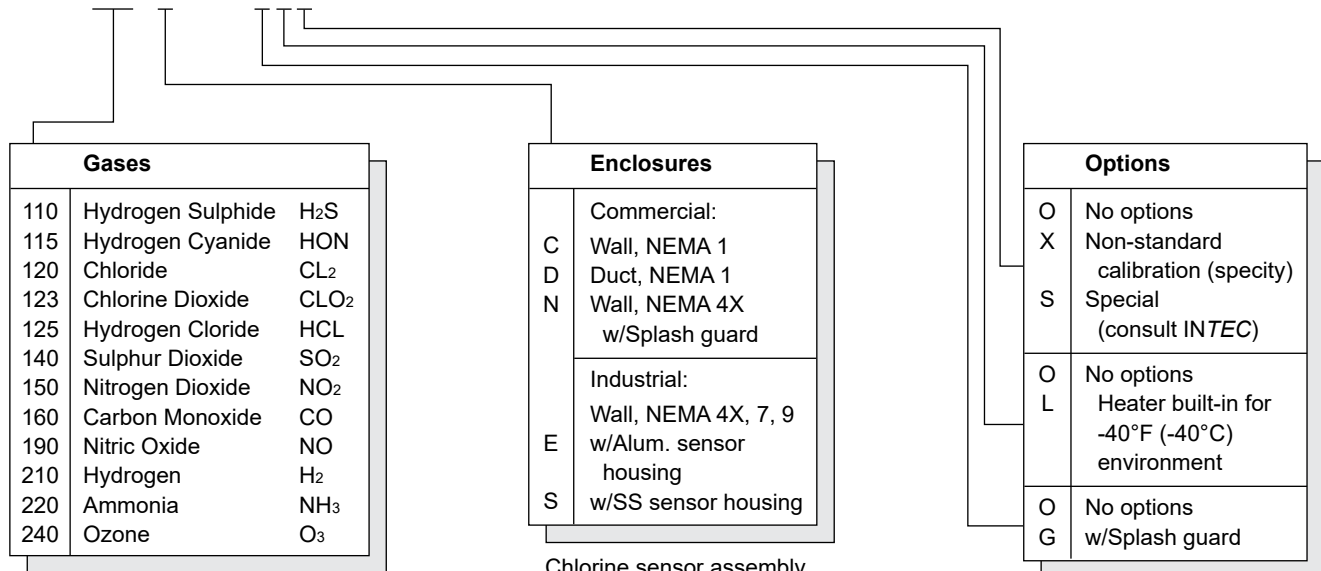 Gases
110 Hydrogen Sulphide H2S
115 Hydrogen Cyanide HON
120 Chloride CL2
123 Chlorine Dioxide CLO2
125 Hydrogen Cloride HCL
140 Sulphur Dioxide SO2
150 Nitrogen Dioxide NO2
160 Carbon Monoxide CO
190 Nitric Oxide NO
210 Hydrogen H2
220 Ammonia NH3
240 Ozone O3
Enclosures
Commercial:
C Wall, NEMA 1
D Duct, NEMA 1
N Wall, NEMA 4X
w/Splash guard
Industrial:
Wall, NEMA 4X, 7, 9
E w/Alum. sensor
housing
S w/SS sensor housing
Chlorine sensor assembly
Options
O No options
X Non-standard
calibration (specity)
S Special
(consult INTEC)
O No options
L Heater built-in for
-40°F (-40°C)
environment
O No options
G w/Splash guard